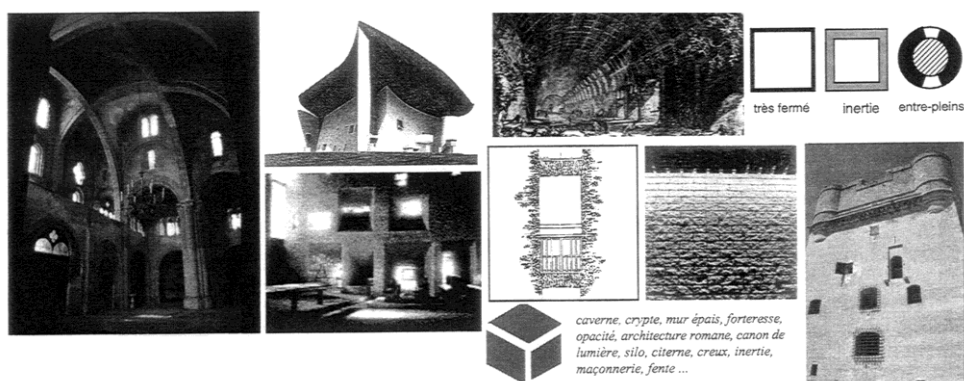 très fermé inertie entre-pleins
caverne, crypte, mur épais, forteresse,
opacité, architecture romane, canon de
lumière, silo, citerne, creux, inertie,
maçonnerie, fente ...